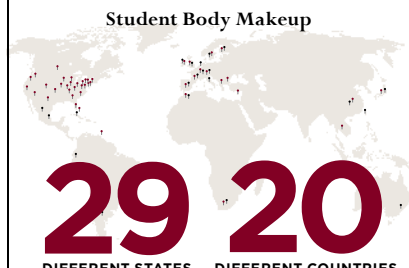 Student Body Makeup
29 20
DIFFERENT STATES DIFFERENT COUNTRIES